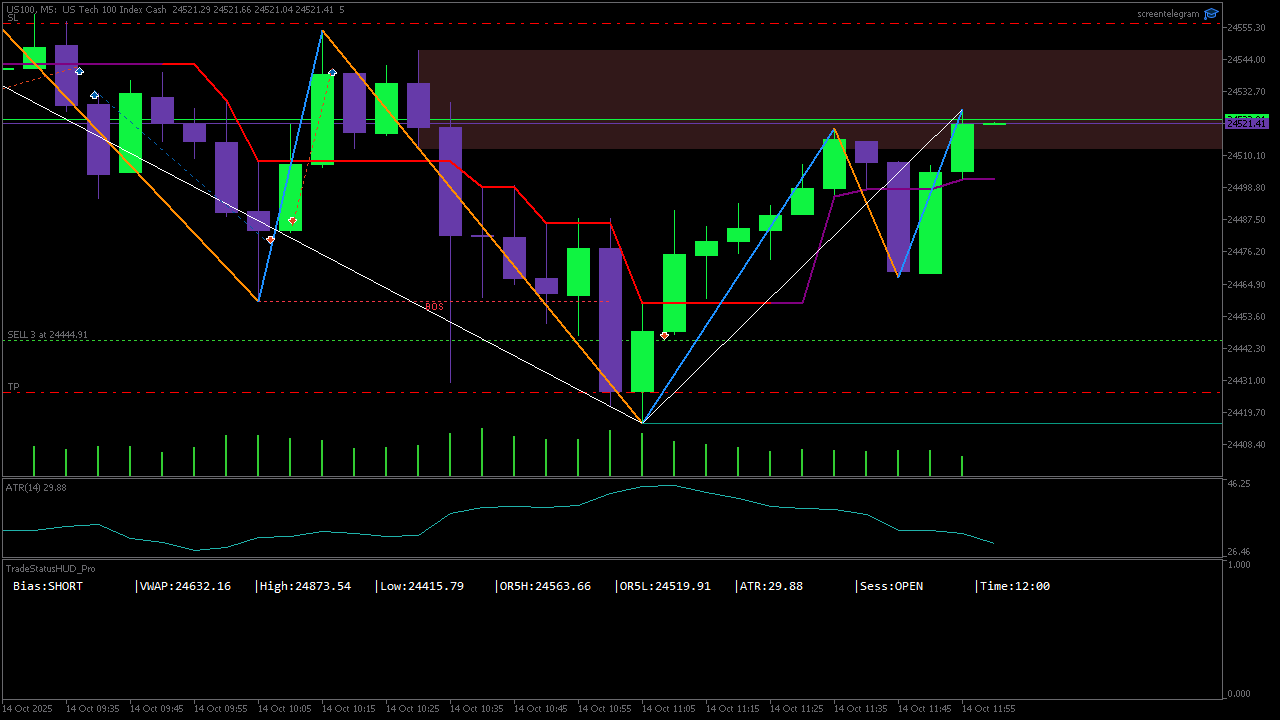 US100, M5: US Tech 100 Index Cash 24521.29 24521.66 24521.04 24521.41 5
screentelegram
SL
24555.30
24544.00
24532.70
24521.41
24510.10
24498.80
24487.50
24476.20
24464.90
BOS
24453.60
SELL 3 at 24444.91
24442.30
24431.00
TP
24419.70
24408.40
ATR(14) 29.88
46.25
26.46
TradeStatusHUD_Pro
1.000
Bias:SHORT |VWAP:24632.16 |High:24873.54 |Low:24415.79 |OR5H:24563.66 |OR5L:24519.91 |ATR:29.88 |Sess:OPEN |Time:12:00
0.000
14 Oct 2025 14 Oct 09:35 14 Oct 09:45 14 Oct 09:55 14 Oct 10:05 14 Oct 10:15 14 Oct 10:25 14 Oct 10:35 14 Oct 10:45 14 Oct 10:55 14 Oct 11:05 14 Oct 11:15 14 Oct 11:25 14 Oct 11:35 14 Oct 11:45 14 Oct 11:55